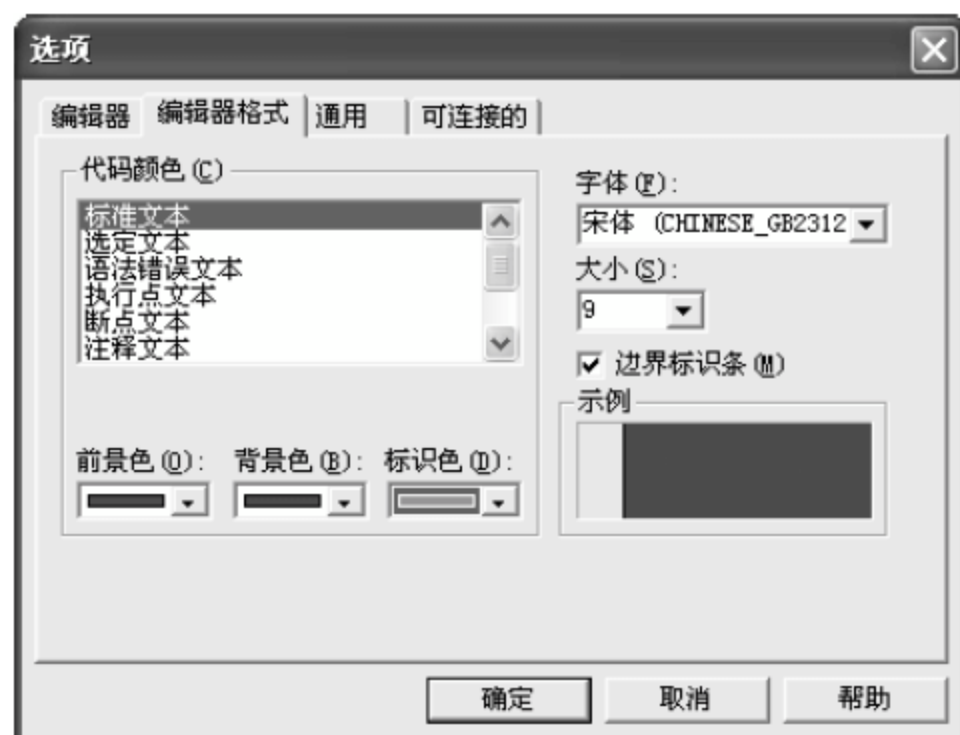 选项
编辑器 编辑器格式 通用 可连接的
代码颜色(C)
标准文本
选定文本
语法错误文本
执行点文本
断点文本
注释文本
前景色(O): 背景色(B): 标识色(D):
字体(F):
宋体 (CHINESE_GB2312
大小(S):
9
边界标识条(M)
示例
确定 取消 帮助